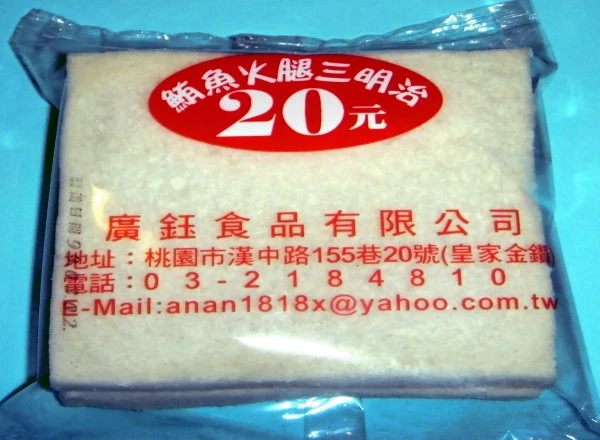 鮪魚火腿三明治
20元
廣鈺食品有限公司
地址：桃園市漢中路155巷20號(皇家金鑽)
電話：03-2184810
E-Mail:anan1818x@yahoo.com.tw